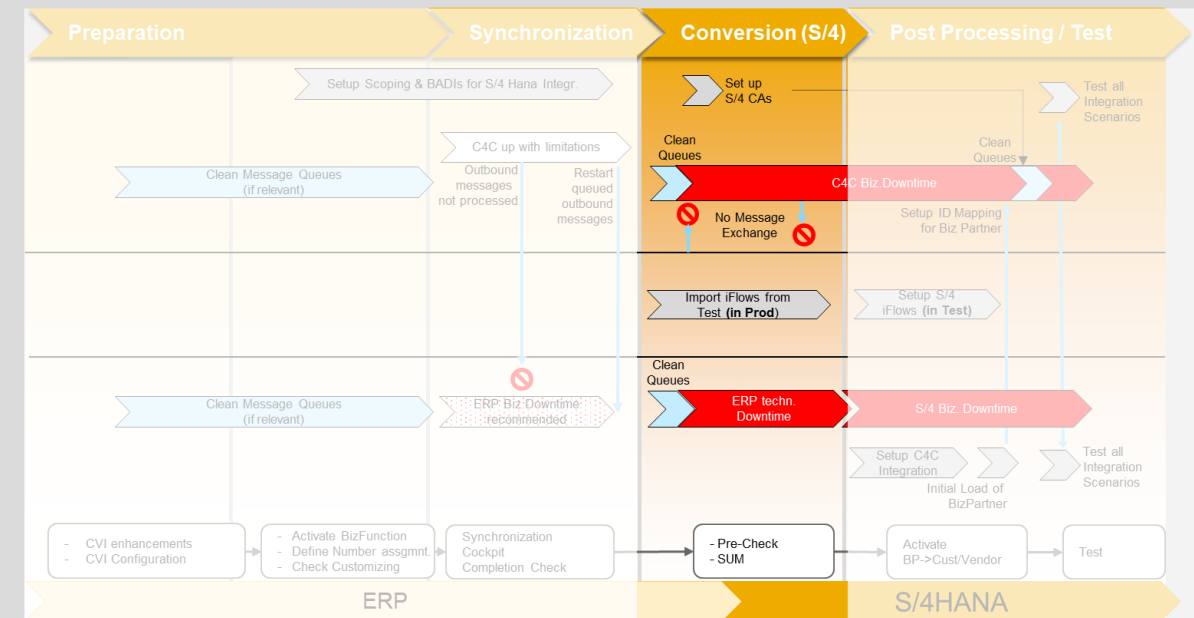 Preparation
Synchronization
Conversion (S/4)
Post Processing / Test
Setup Scoping & BADIs for S/4 Hana Integr.
Set up
S/4 CAs
Test all
Integration
Scenarios
C4C up with limitations
Clean
Queues
Clean
Queues
Clean Message Queues
(if relevant)
Outbound
messages
not processed
Restart
queued
outbound
messages
C4C Biz.Downtime
No Message
Exchange
Setup ID Mapping
for Biz Partner
Import iFlows from
Test (in Prod)
Setup S/4
iFlows (in Test)
Clean
Queues
Clean Message Queues
(if relevant)
ERP Biz.Downtime
recommended
ERP techn.
Downtime
S/4 Biz. Downtime
Setup C4C
Integration
Initial Load of
BizPartner
Test all
Integration
Scenarios
- CVI enhancements
- CVI Configuration
- Activate BizFunction
- Define Number assgmnt.
- Check Customizing
Synchronization
Cockpit
Completion Check
- Pre-Check
- SUM
Activate
BP->Cust/Vendor
Test
ERP
S/4HANA